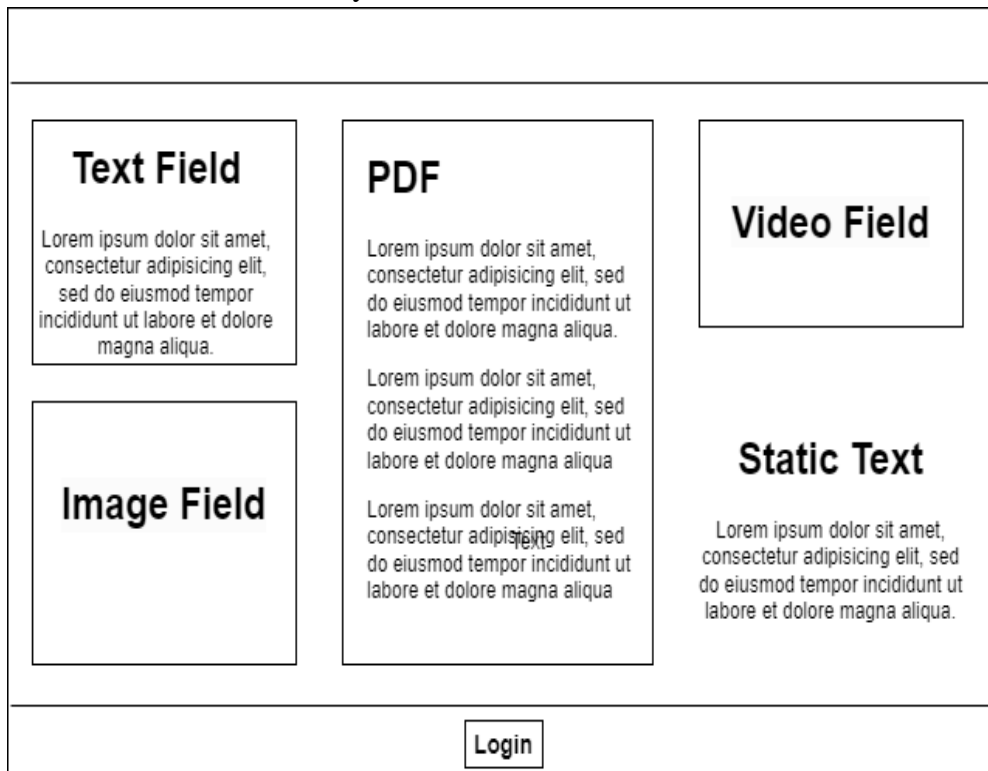 Text Field
Lorem ipsum dolor sit amet,
consectetur adipisicing elit,
sed do eiusmod tempor
incididunt ut labore et dolore
magna aliqua.
Image Field
PDF
Lorem ipsum dolor sit amet,
consectetur adipisicing elit, sed
do eiusmod tempor incididunt ut
labore et dolore magna aliqua.
Lorem ipsum dolor sit amet,
consectetur adipisicing elit, sed
do eiusmod tempor incididunt ut
labore et dolore magna aliqua
Lorem ipsum dolor sit amet,
consectetur adipisicing elit, sed
Text
do eiusmod tempor incididunt ut
labore et dolore magna aliqua
Video Field
Static Text
Lorem ipsum dolor sit amet,
consectetur adipisicing elit, sed
do eiusmod tempor incididunt ut
labore et dolore magna aliqua.
Login